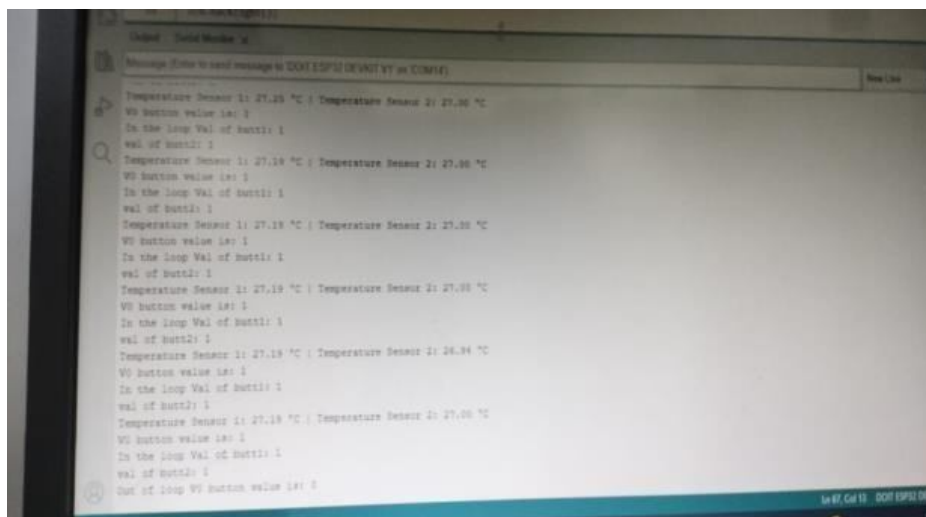 Output Serial Monitor x
Message (Enter to send message to 'DOIT ESP32 DEVKIT V1' on 'COM14')
New Line
Temperature Sensor 1: 27.25 °C | Temperature Sensor 2: 27.00 °C
V0 button value is:
In the loop Val of butt1: 1
val of butt2: 1
Temperature Sensor 1: 27.19 °C | Temperature Sensor 2: 27.00 °C
V0 button value is: 1
In the loop Val of butt1: 1
val of butt2: 1
Temperature Sensor 1: 27.19 °C | Temperature Sensor 2: 27.00 °C
V0 button value is: 1
In the loop Val of butt1: 1
val of butt2: 1
Temperature Sensor 1: 27.19 °C | Temperature Sensor 2: 27.00 °C
V0 button value is: 1
In the loop Val of butt1: 1
val of butt2: 1
Temperature Sensor 1: 27.19 °C | Temperature Sensor 2: 26.94 °C
V0 button value is: 1
In the loop Val of butt1: 1
val of butt2: 1
Temperature Sensor 1: 27.19 °C | Temperature Sensor 2: 27.00 °C
V0 button value is: 1
In the loop Val of butt1: 1
val of butt2: 1
Out of loop V0 button value is: 0
Ln 67, Col 13 DOIT ESP32 DE